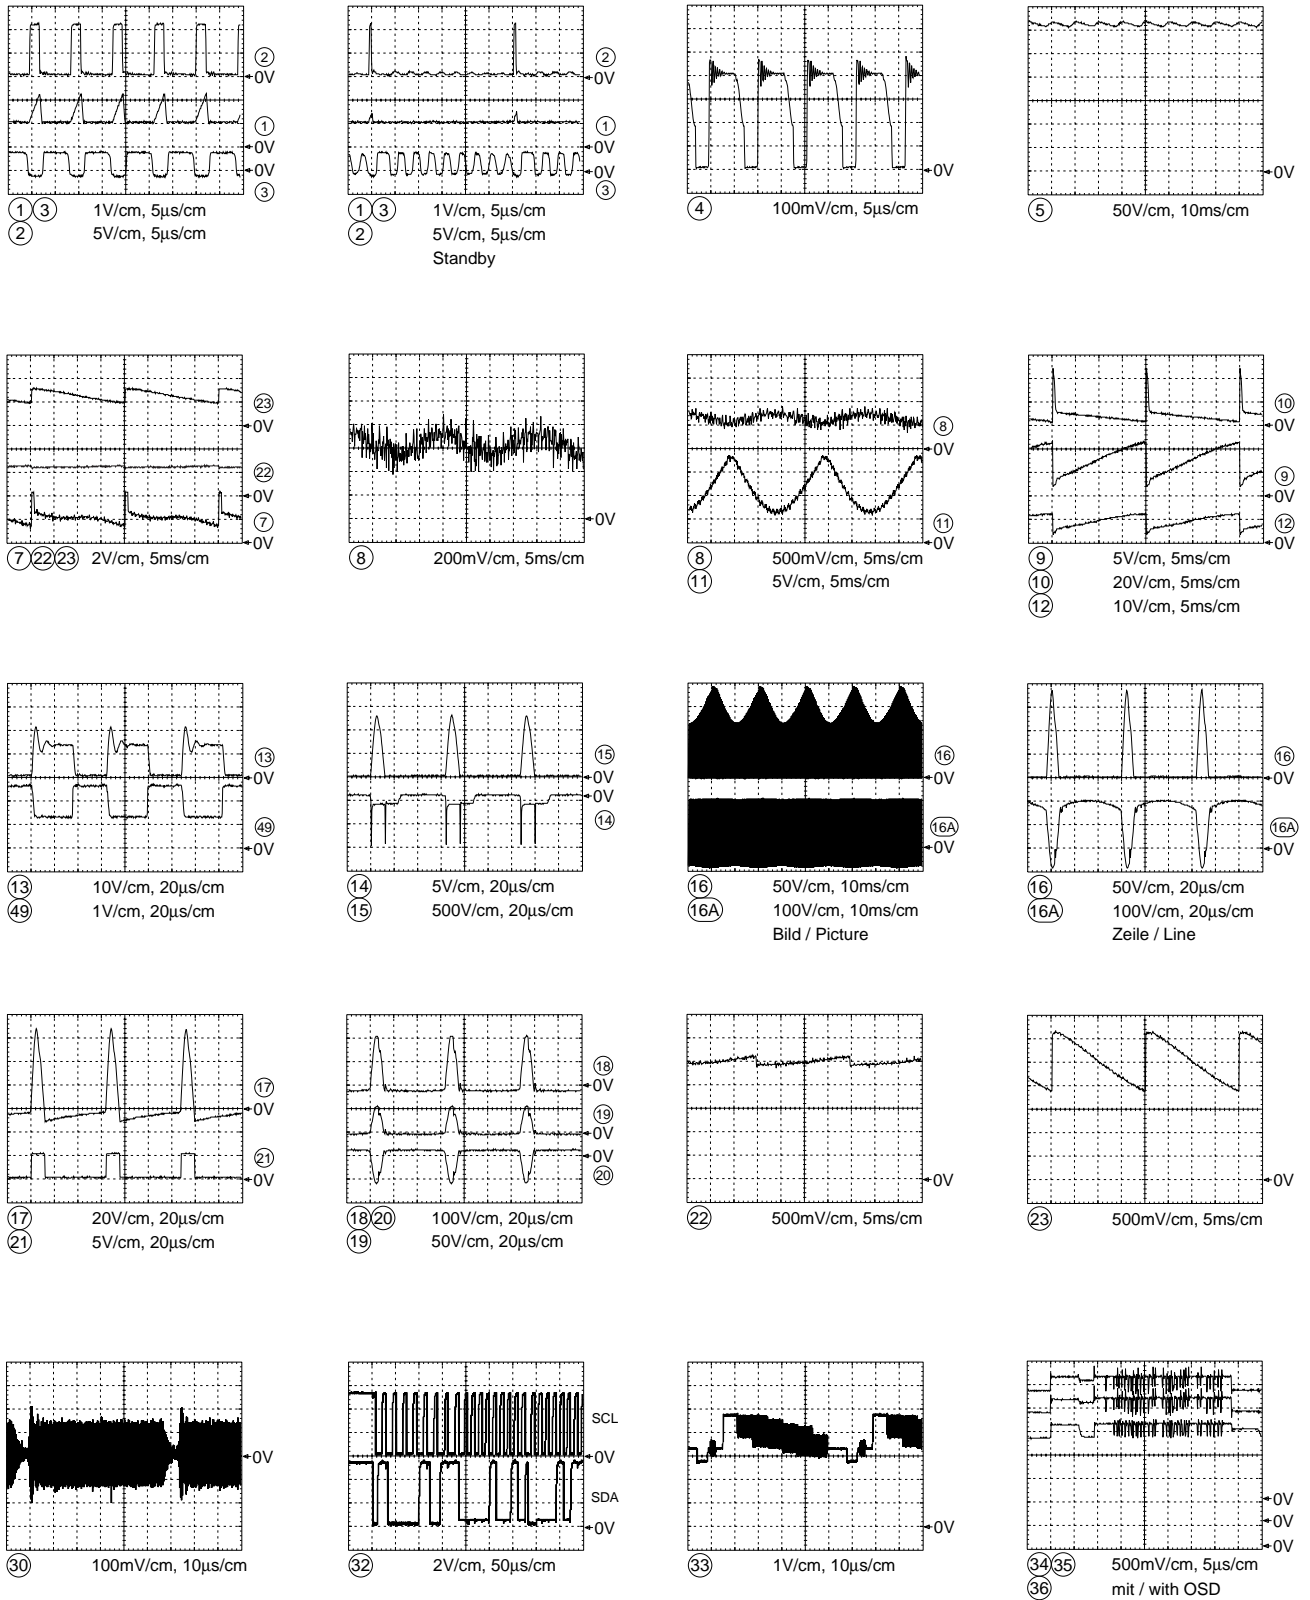 ②
0V
①
0V
0V
③
① ③ 1V/cm, 5µs/cm
② 5V/cm, 5µs/cm
②
0V
①
0V
0V
③
① ③ 1V/cm, 5µs/cm
② 5V/cm, 5µs/cm
Standby
0V
④ 100mV/cm, 5µs/cm
0V
⑤ 50V/cm, 10ms/cm
㉓
0V
㉒
0V
⑦
0V
⑦ ㉒ ㉓ 2V/cm, 5ms/cm
0V
⑧ 200mV/cm, 5ms/cm
⑧
0V
⑪
0V
⑧ 500mV/cm, 5ms/cm
⑪ 5V/cm, 5ms/cm
⑩
0V
⑨
0V
⑫
0V
⑨ 5V/cm, 5ms/cm
⑩ 20V/cm, 5ms/cm
⑫ 10V/cm, 5ms/cm
⑬
0V
㊾
0V
⑬ 10V/cm, 20µs/cm
㊾ 1V/cm, 20µs/cm
⑮
0V
0V
⑭
⑭ 5V/cm, 20µs/cm
⑮ 500V/cm, 20µs/cm
⑯
0V
16A
0V
⑯ 50V/cm, 10ms/cm
16A 100V/cm, 10ms/cm
Bild / Picture
⑯
0V
16A
0V
⑯ 50V/cm, 20µs/cm
16A 100V/cm, 20µs/cm
Zeile / Line
⑰
0V
㉑
0V
⑰ 20V/cm, 20µs/cm
㉑ 5V/cm, 20µs/cm
⑱
0V
⑲
0V
0V
⑳
⑱ ⑳ 100V/cm, 20µs/cm
⑲ 50V/cm, 20µs/cm
0V
㉒ 500mV/cm, 5ms/cm
0V
㉓ 500mV/cm, 5ms/cm
0V
㉚ 100mV/cm, 10µs/cm
SCL
0V
SDA
0V
㉜ 2V/cm, 50µs/cm
0V
㉝ 1V/cm, 10µs/cm
0V
0V
0V
㉞ ㉟ 500mV/cm, 5µs/cm
㊱ mit / with OSD